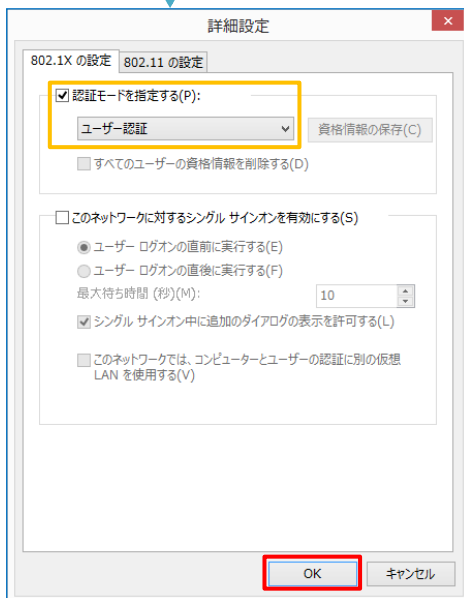 詳細設定
802.1X の設定 802.11 の設定
認証モードを指定する(P):
ユーザー認証 資格情報の保存(C)
すべてのユーザーの資格情報を削除する(D)
このネットワークに対するシングル サインオンを有効にする(S)
ユーザー ログオンの直前に実行する(E)
ユーザー ログオンの直後に実行する(F)
最大待ち時間 (秒)(M): 10
シングル サインオン中に追加のダイアログの表示を許可する(L)
このネットワークでは、コンピューターとユーザーの認証に別の仮想
LAN を使用する(V)
OK キャンセル